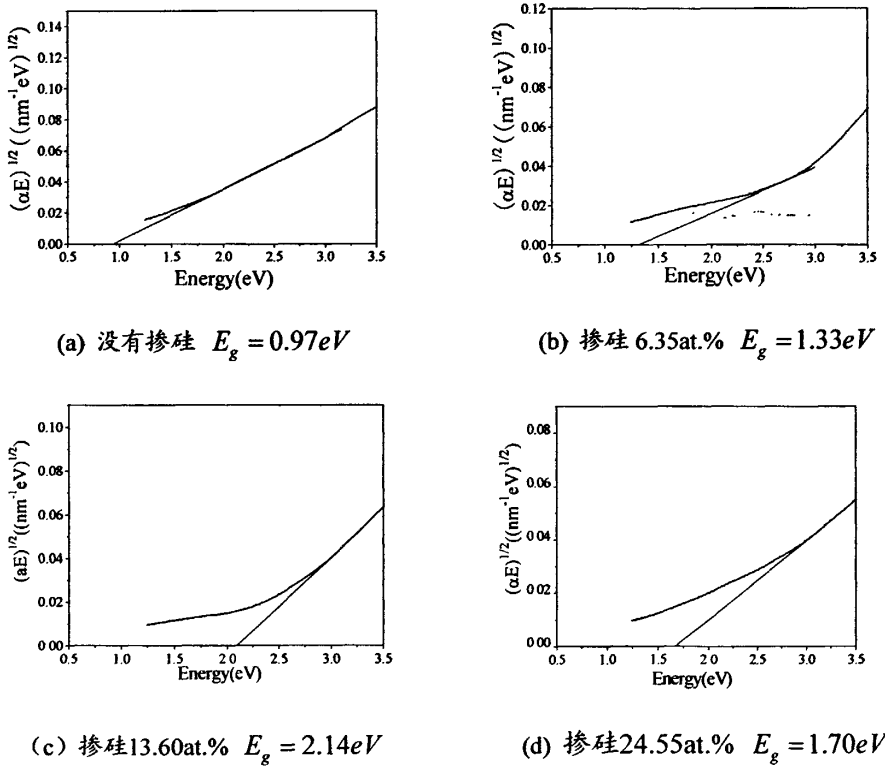 0.14
0.12
0.10
0.08
0.06
0.04
0.02
0.00
(αE)^1/2 ((nm^-1eV)^1/2)
0.5 1.0 1.5 2.0 2.5 3.0 3.5
Energy(eV)
(a) 没有掺硅 E_g = 0.97eV
0.12
0.10
0.08
0.06
0.04
0.02
0.00
(αE)^1/2 ((nm^-1eV)^1/2)
0.5 1.0 1.5 2.0 2.5 3.0 3.5
Energy(eV)
(b) 掺硅 6.35at.% E_g = 1.33eV
0.10
0.08
0.06
0.04
0.02
0.00
(aE)^1/2((nm^-1eV)^1/2)
0.5 1.0 1.5 2.0 2.5 3.0 3.5
Energy(eV)
(c) 掺硅13.60at.% E_g = 2.14eV
0.08
0.06
0.04
0.02
0.00
(αE)^1/2((nm^-1eV)^1/2)
0.5 1.0 1.5 2.0 2.5 3.0 3.5
Energy(eV)
(d) 掺硅24.55at.% E_g = 1.70eV